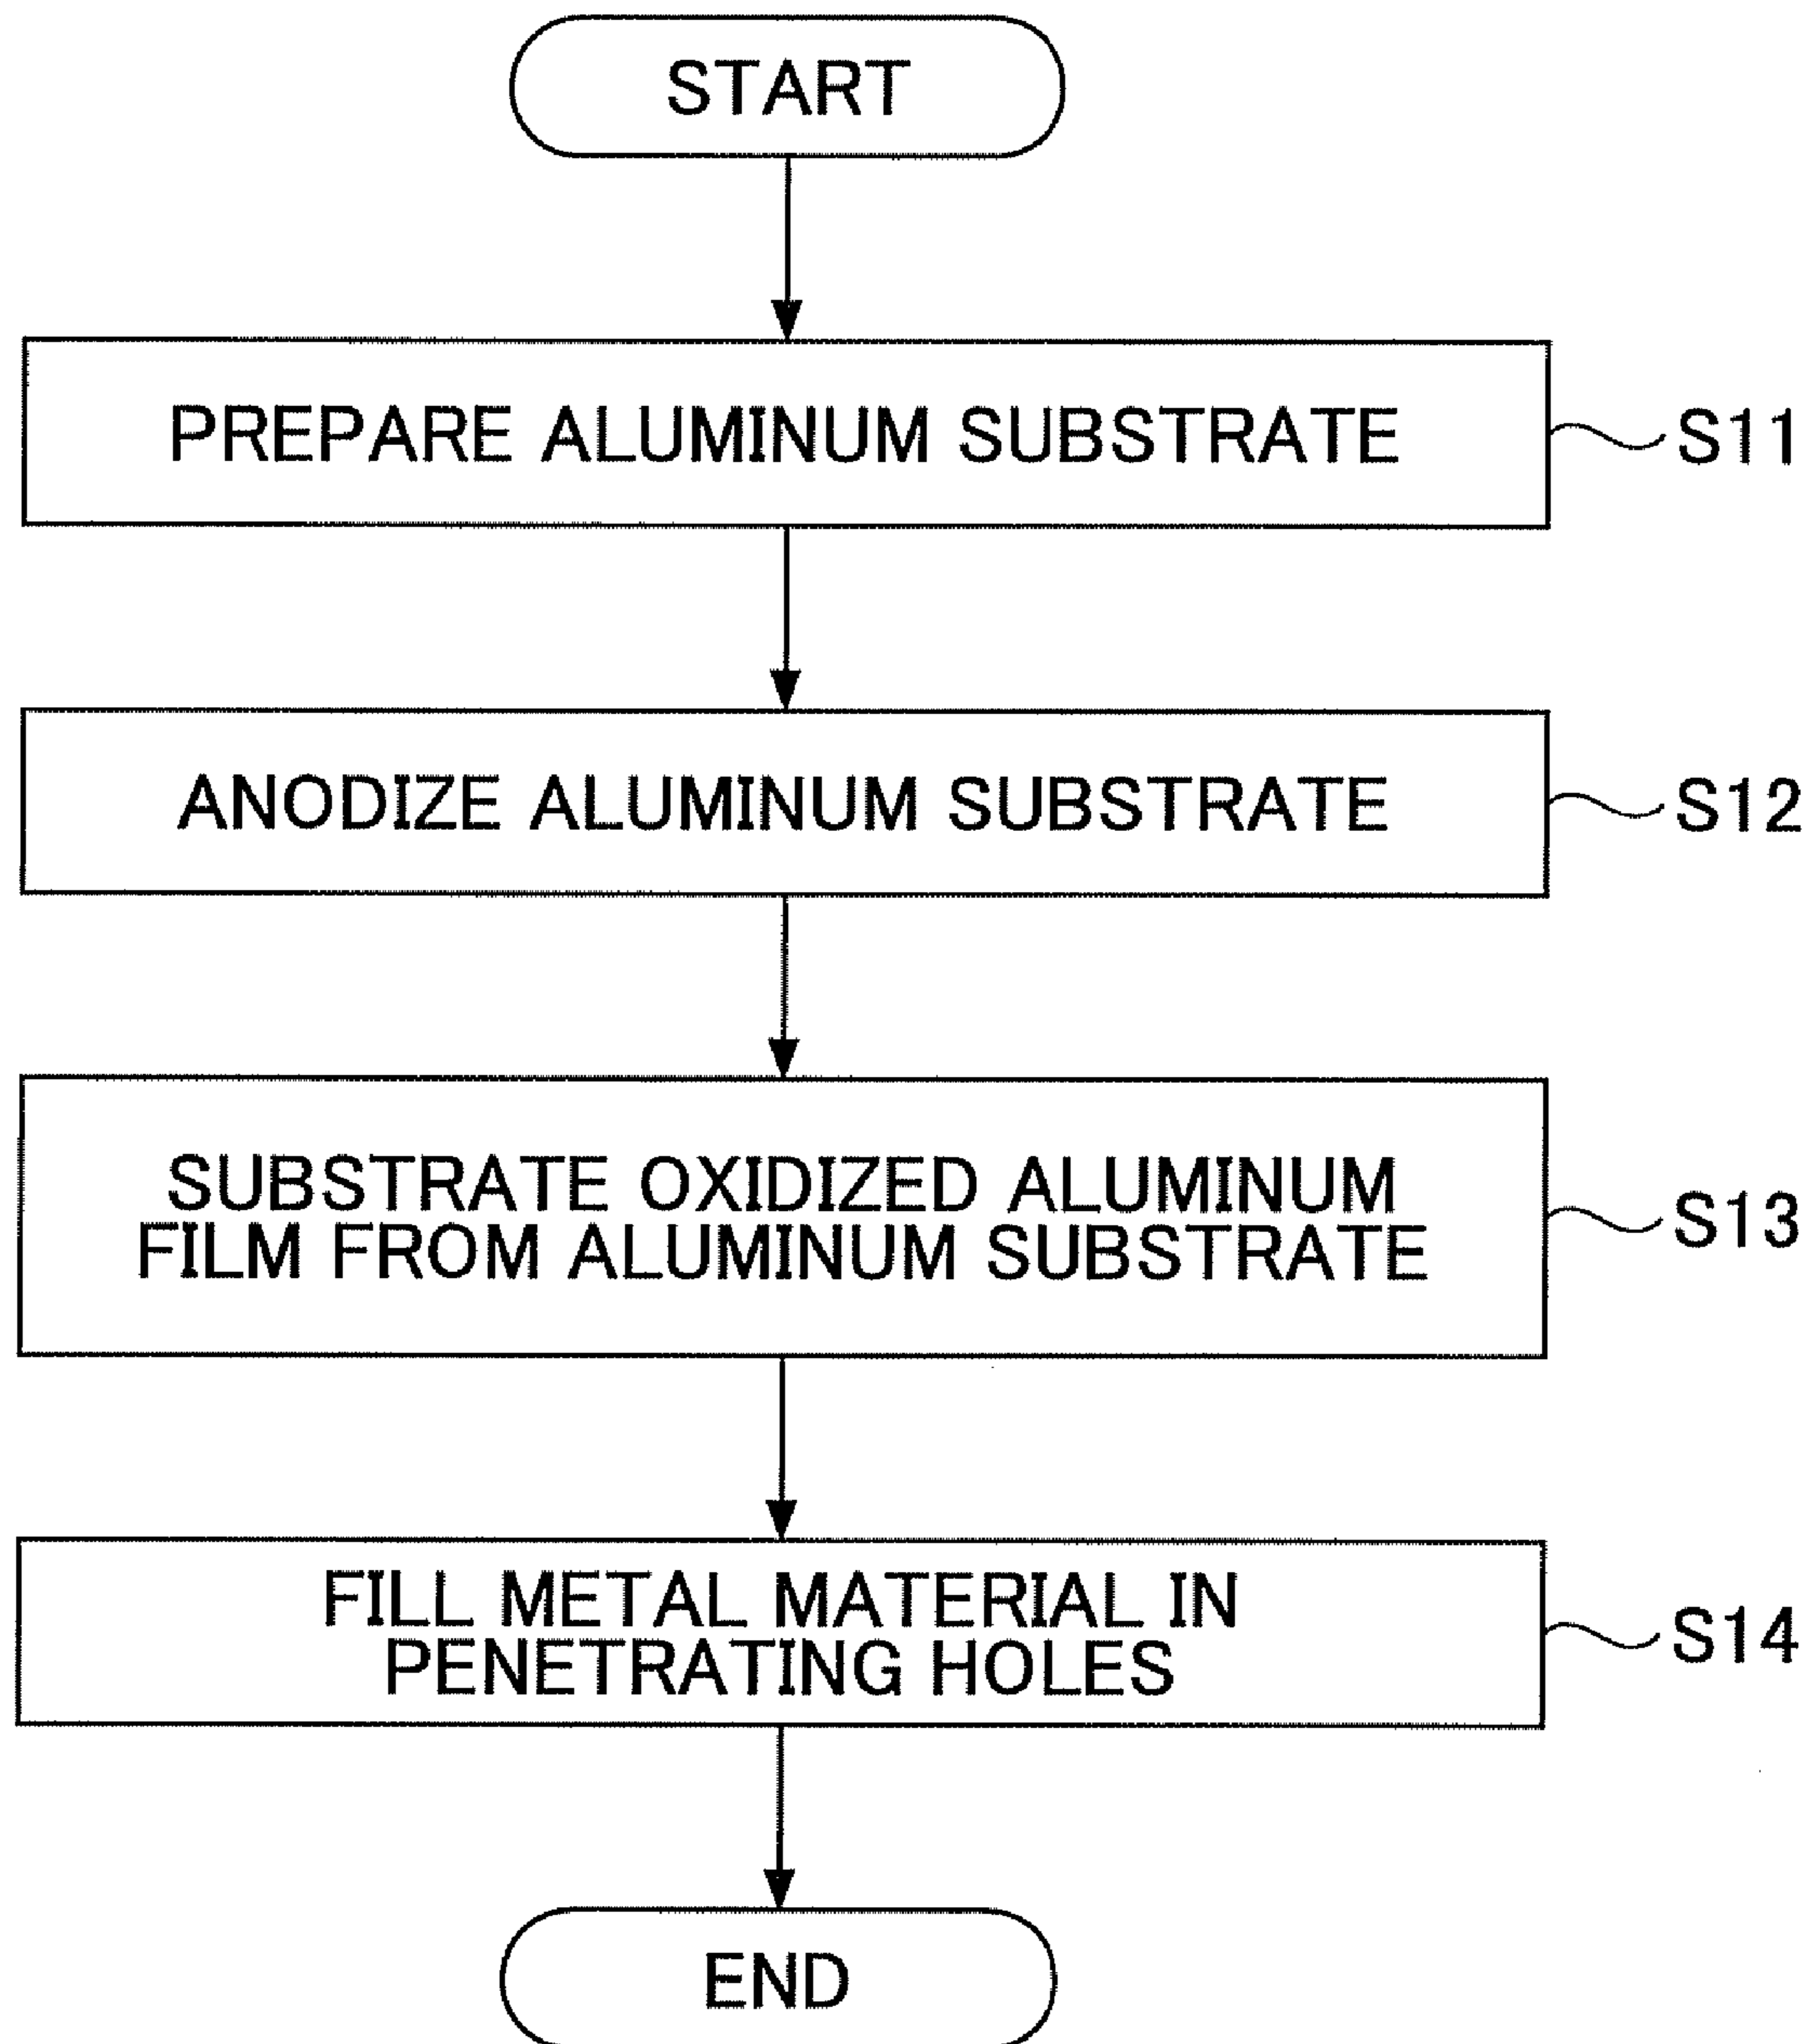 START
PREPARE ALUMINUM SUBSTRATE
S11
ANODIZE ALUMINUM SUBSTRATE
S12
SUBSTRATE OXIDIZED ALUMINUM
FILM FROM ALUMINUM SUBSTRATE
S13
FILL METAL MATERIAL IN
PENETRATING HOLES
S14
END